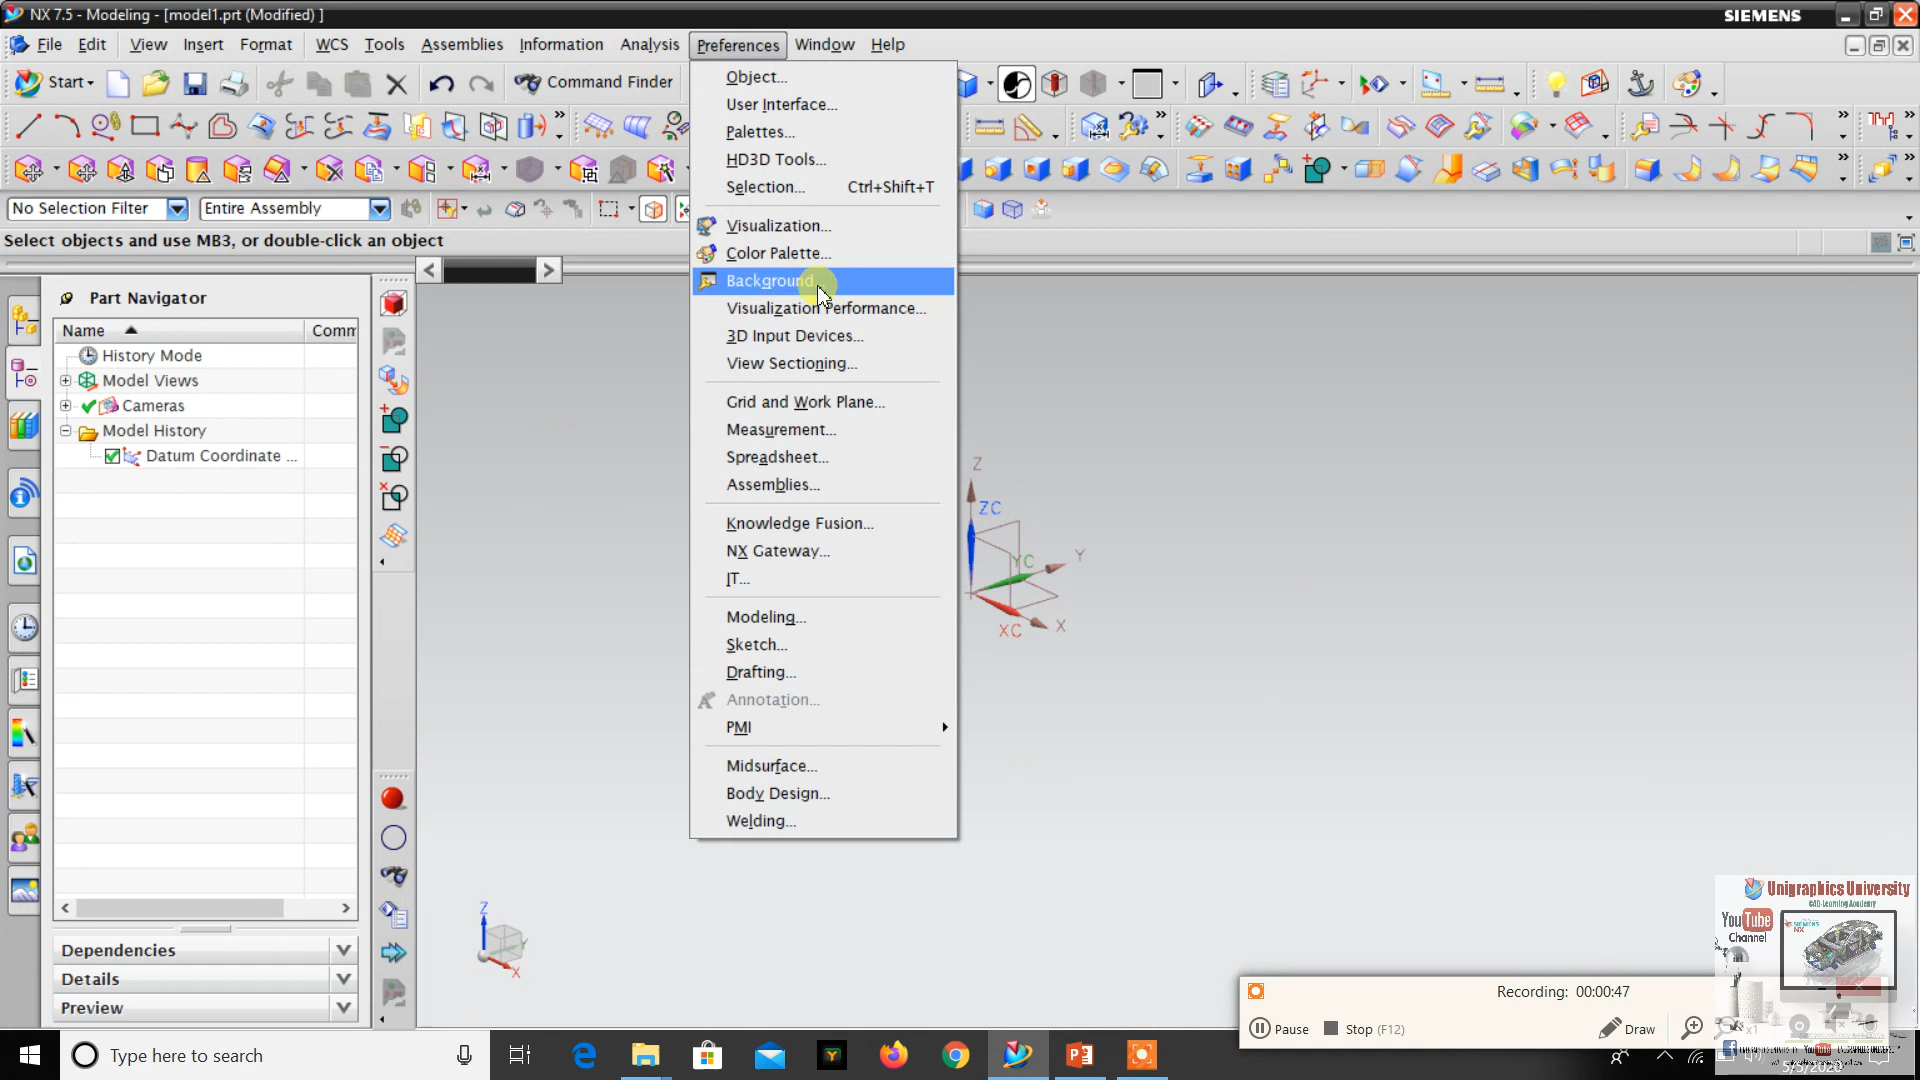 NX 7.5 - Modeling - [model1.prt (Modified) ]
SIEMENS
File Edit View Insert Format WCS Tools Assemblies Information Analysis Preferences Window Help
Start
Command Finder
No Selection Filter
Entire Assembly
Select objects and use MB3, or double-click an object
Object...
User Interface...
Palettes...
HD3D Tools...
Selection... Ctrl+Shift+T
Visualization...
Color Palette...
Background
Visualization Performance...
3D Input Devices...
View Sectioning...
Grid and Work Plane...
Measurement...
Spreadsheet...
Assemblies...
Knowledge Fusion...
NX Gateway...
IT...
Modeling...
Sketch...
Drafting...
Annotation...
PMI
Midsurface...
Body Design...
Welding...
Part Navigator
Name Comm
History Mode
Model Views
Cameras
Model History
Datum Coordinate ...
Dependencies
Details
Preview
Z
ZC
YC
Y
XC
X
Z
Y
X
Unigraphics University
CAD-Learning Academy
YouTube
Channel
SIEMENS
NX
Recording: 00:00:47
Pause
Stop (F12)
Draw
x1
Type here to search
5/5/2020